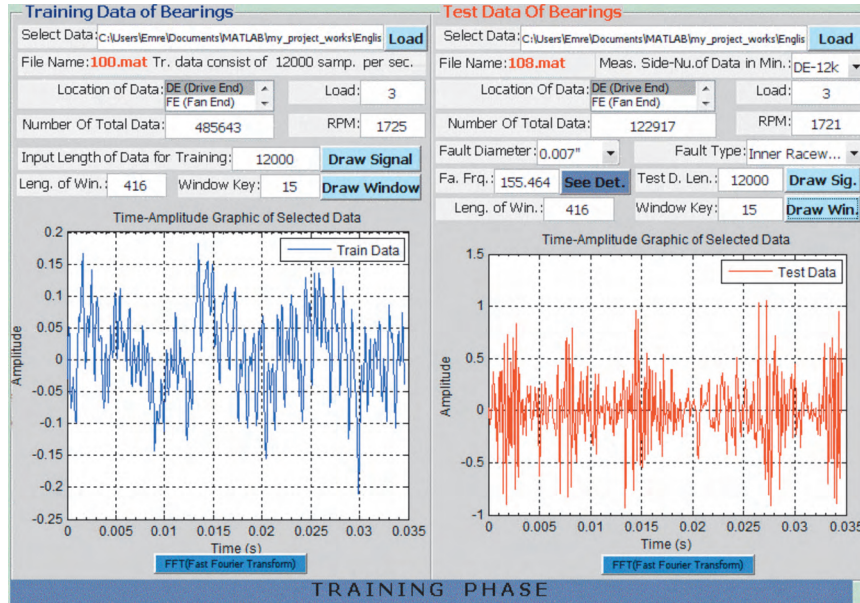 Training Data of Bearings
Select Data: C:\Users\Emre\Documents\MATLAB\my_project_works\Englis Load
File Name: 100.mat Tr. data consist of 12000 samp. per sec.
Location of Data: DE (Drive End) Load: 3
FE (Fan End)
Number Of Total Data: 485643 RPM: 1725
Input Length of Data for Training: 12000 Draw Signal
Leng. of Win.: 416 Window Key: 15 Draw Window
Time-Amplitude Graphic of Selected Data
Train Data
0.2
0.15
0.1
0.05
0
-0.05
-0.1
-0.15
-0.2
-0.25
Amplitude
0 0.005 0.01 0.015 0.02 0.025 0.03 0.035
Time (s)
FFT(Fast Fourier Transform)
Test Data Of Bearings
Select Data: C:\Users\Emre\Documents\MATLAB\my_project_works\Englis Load
File Name: 108.mat Meas. Side-Nu.of Data in Min.: DE-12k
Location Of Data: DE (Drive End) Load: 3
FE (Fan End)
Number Of Total Data: 122917 RPM: 1721
Fault Diameter: 0.007" Fault Type: Inner Racew...
Fa. Frq.: 155.464 See Det. Test D. Len.: 12000 Draw Sig.
Leng. of Win.: 416 Window Key: 15 Draw Win.
Time-Amplitude Graphic of Selected Data
Test Data
1.5
1
0.5
0
-0.5
-1
Amplitude
0 0.005 0.01 0.015 0.02 0.025 0.03 0.035
Time (s)
FFT(Fast Fourier Transform)
TRAINING PHASE